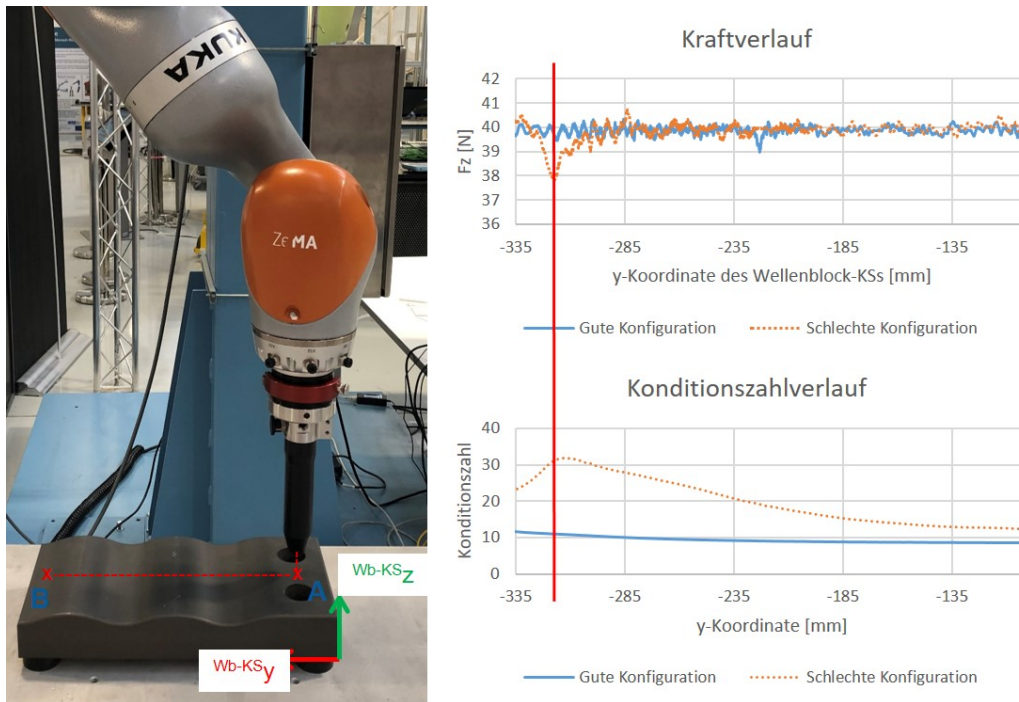 KUKA
ZeMA
B
A
Wb-KSz
Wb-KSy
Kraftverlauf
Fz [N]
42
41
40
39
38
37
36
-335 -285 -235 -185 -135
y-Koordinate des Wellenblock-KSs [mm]
Gute Konfiguration Schlechte Konfiguration
Konditionszahlverlauf
Konditionszahl
40
30
20
10
0
-335 -285 -235 -185 -135
y-Koordinate [mm]
Gute Konfiguration Schlechte Konfiguration